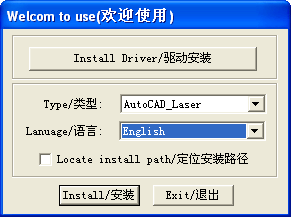 Welcom to use(欢迎使用)
Install Driver/驱动安装
Type/类型: AutoCAD_Laser
Lanuage/语言: English
Locate install path/定位安装路径
Install/安装 Exit/退出